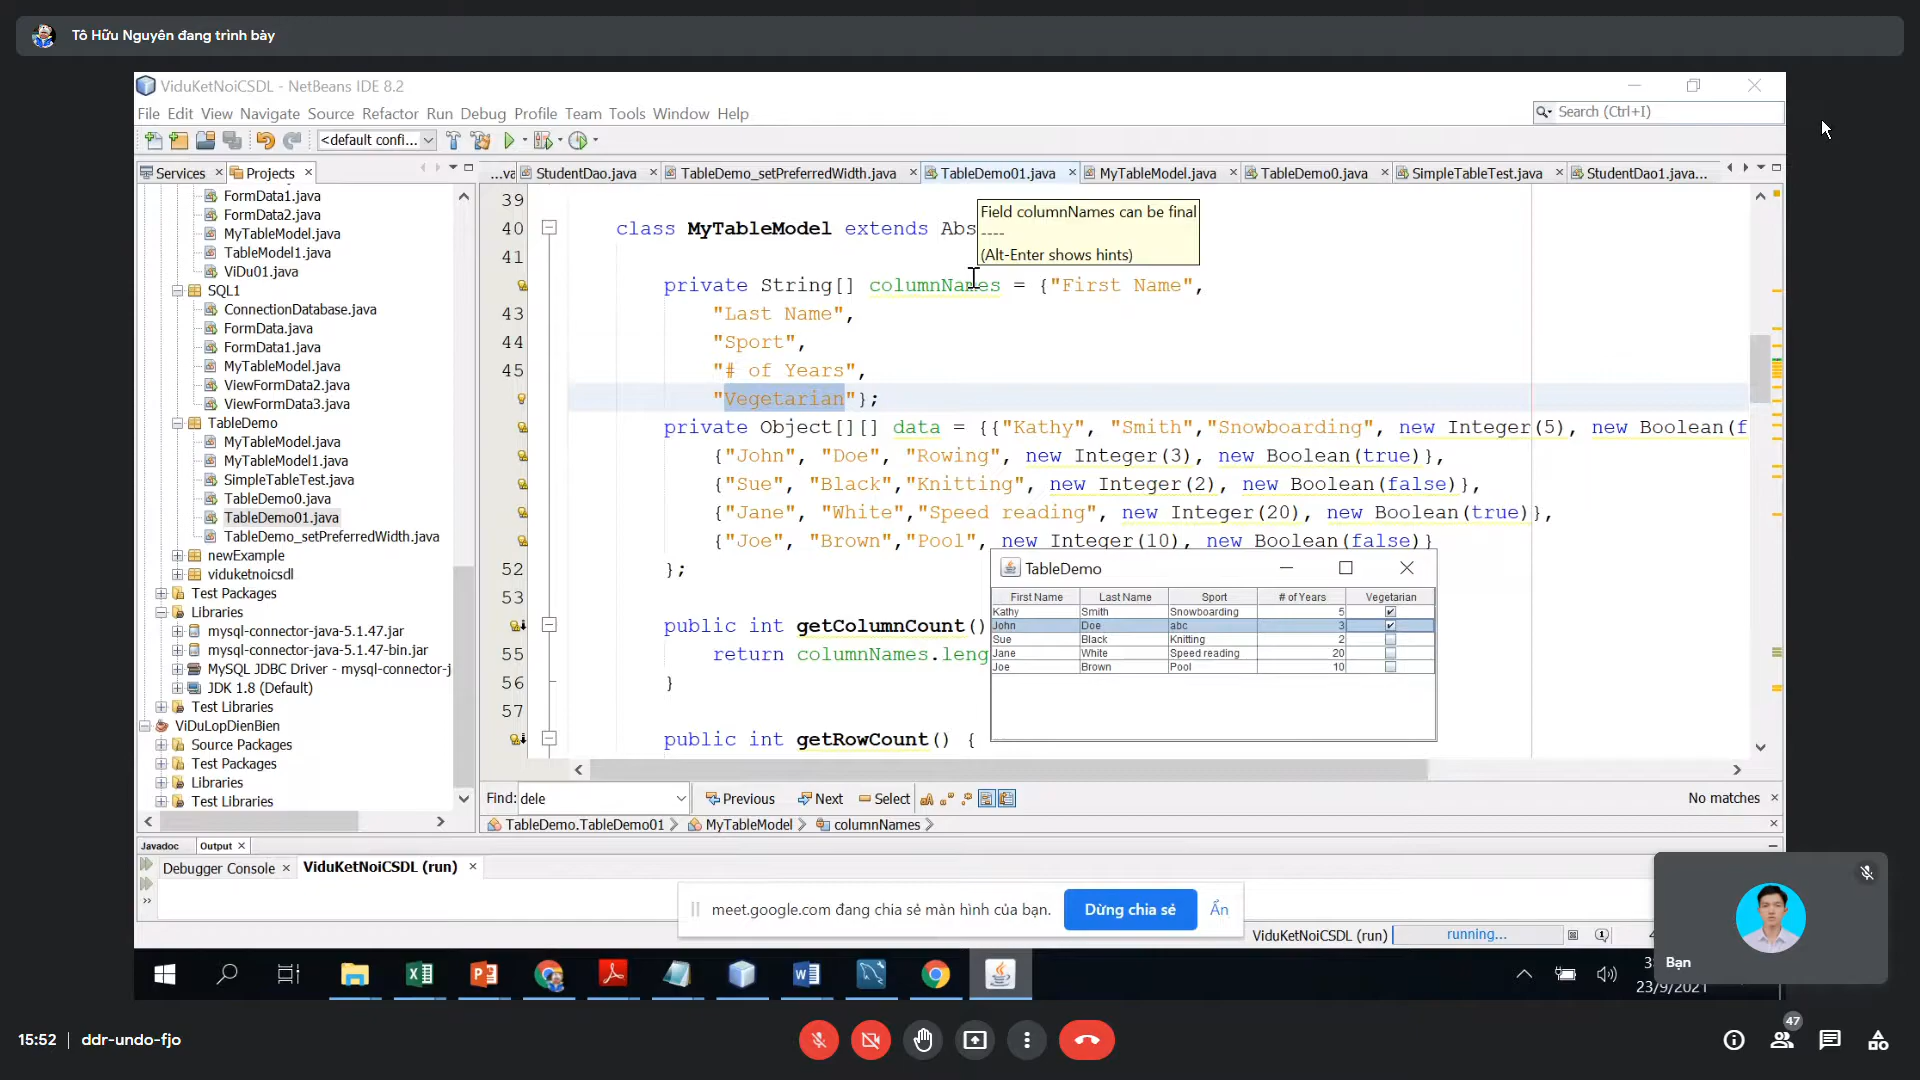 Tô Hữu Nguyên đang trình bày
ViduKetNoiCSDL - NetBeans IDE 8.2
File Edit View Navigate Source Refactor Run Debug Profile Team Tools Window Help
Search (Ctrl+I)
<default confi...
Services Projects
...va StudentDao.java TableDemo_setPreferredWidth.java TableDemo01.java MyTableModel.java TableDemo0.java SimpleTableTest.java StudentDao1.java...
FormData1.java
FormData2.java
MyTableModel.java
TableModel1.java
ViDu01.java
SQL1
ConnectionDatabase.java
FormData.java
FormData1.java
MyTableModel.java
ViewFormData2.java
ViewFormData3.java
TableDemo
MyTableModel.java
MyTableModel1.java
SimpleTableTest.java
TableDemo0.java
TableDemo01.java
TableDemo_setPreferredWidth.java
newExample
viduketnoicsdl
Test Packages
Libraries
mysql-connector-java-5.1.47.jar
mysql-connector-java-5.1.47-bin.jar
MySQL JDBC Driver - mysql-connector-j
JDK 1.8 (Default)
Test Libraries
ViDuLopDienBien
Source Packages
Test Packages
Libraries
Test Libraries
39
40 class MyTableModel extends Abs
Field columnNames can be final
----
(Alt-Enter shows hints)
41
private String[] columnNames = {"First Name",
43 "Last Name",
44 "Sport",
45 "# of Years",
"Vegetarian"};
private Object[][] data = {{"Kathy", "Smith","Snowboarding", new Integer(5), new Boolean(f
{"John", "Doe", "Rowing", new Integer(3), new Boolean(true)},
{"Sue", "Black","Knitting", new Integer(2), new Boolean(false)},
{"Jane", "White","Speed reading", new Integer(20), new Boolean(true)},
{"Joe", "Brown","Pool", new Integer(10), new Boolean(false)}
52 };
53
public int getColumnCount()
55 return columnNames.leng
56 }
57
public int getRowCount() {
TableDemo
First Name Last Name Sport # of Years Vegetarian
Kathy Smith Snowboarding 5
John Doe abc 3
Sue Black Knitting 2
Jane White Speed reading 20
Joe Brown Pool 10
Find: dele Previous Next Select No matches
TableDemo.TableDemo01 MyTableModel columnNames
Javadoc Output
Debugger Console ViduKetNoiCSDL (run)
meet.google.com đang chia sẻ màn hình của bạn. Dừng chia sẻ Ẩn
ViduKetNoiCSDL (run) running...
Bạn
15:52 ddr-undo-fjo
47